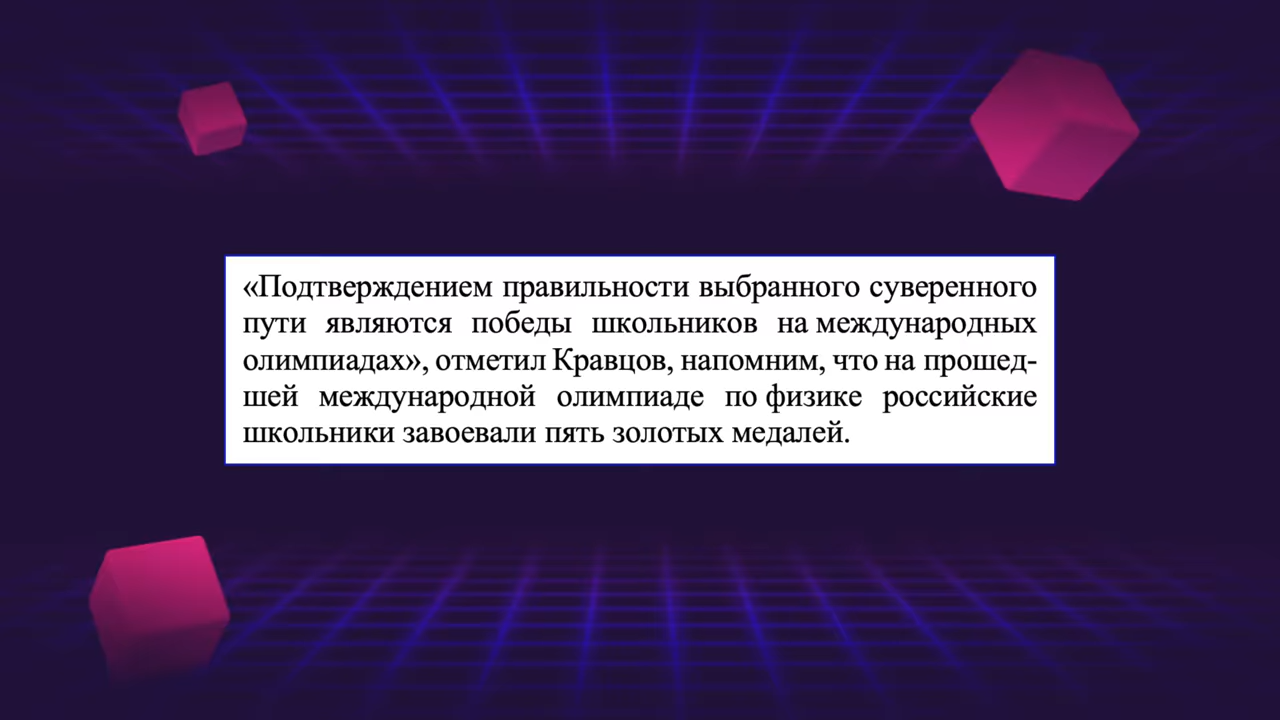 «Подтверждением правильности выбранного суверенного
пути являются победы школьников на международных
олимпиадах», отметил Кравцов, напомним, что на прошед-
шей международной олимпиаде по физике российские
школьники завоевали пять золотых медалей.